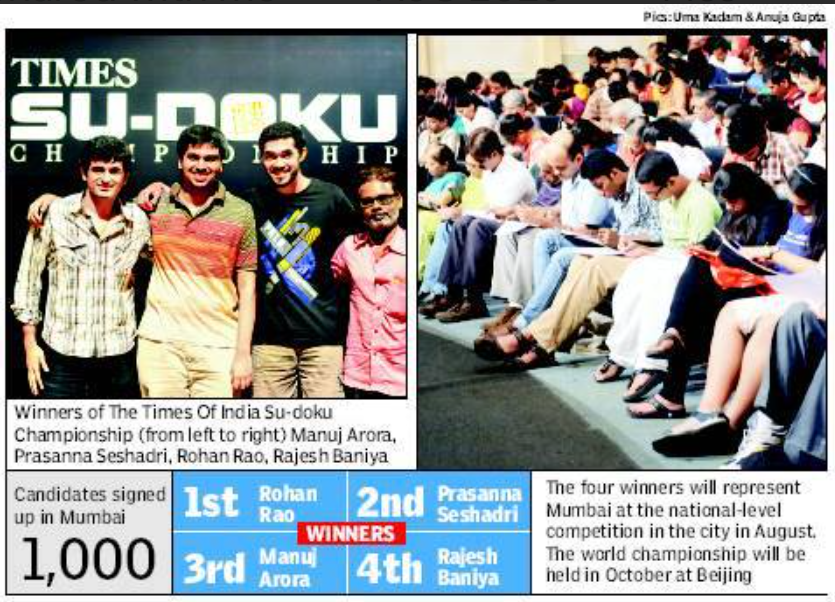 Pics: Uma Kadam & Anuja Gupta
TIMES
SU-DOKU
CHAMPIONSHIP
Winners of The Times Of India Su-doku
Championship (from left to right) Manuj Arora,
Prasanna Seshadri, Rohan Rao, Rajesh Baniya
Candidates signed
up in Mumbai
1,000
WINNERS
1st Rohan
Rao
2nd Prasanna
Seshadri
3rd Manuj
Arora
4th Rajesh
Baniya
The four winners will represent
Mumbai at the national-level
competition in the city in August.
The world championship will be
held in October at Beijing